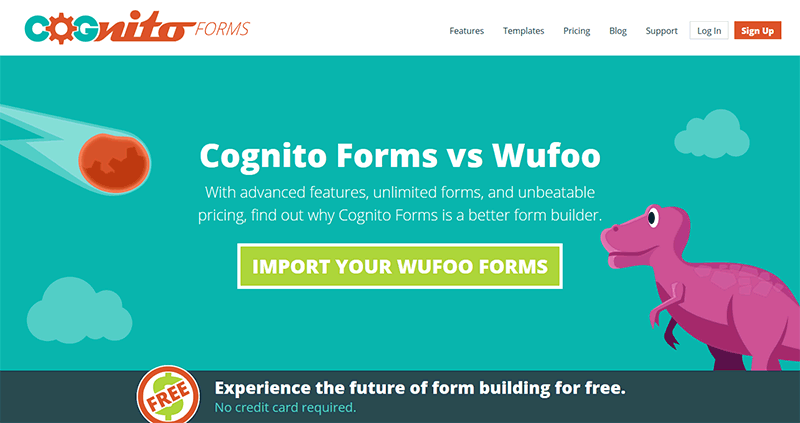 COGnito FORMS
Features Templates Pricing Blog Support Log In Sign Up
Cognito Forms vs Wufoo
With advanced features, unlimited forms, and unbeatable
pricing, find out why Cognito Forms is a better form builder.
IMPORT YOUR WUFOO FORMS
FREE
Experience the future of form building for free.
No credit card required.